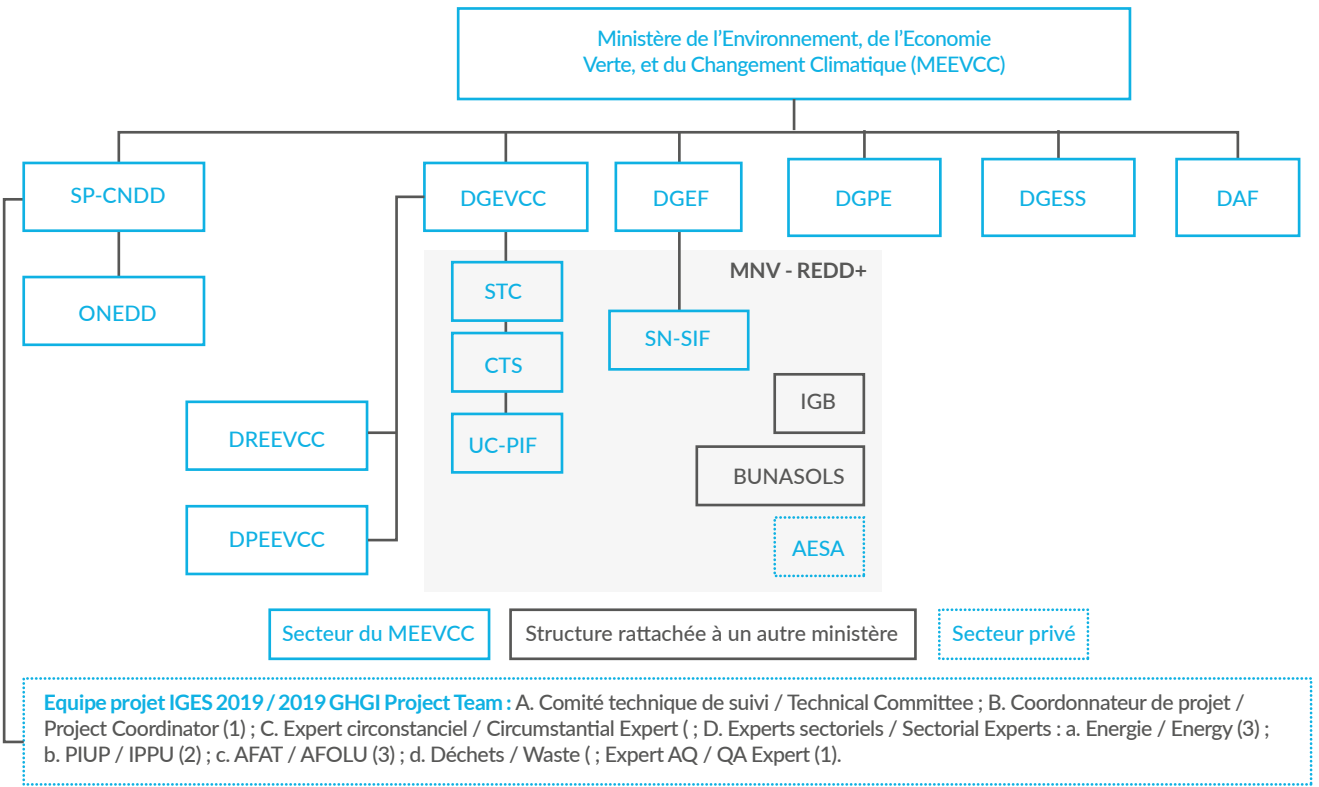 Ministère de l'Environnement, de l'Economie
Verte, et du Changement Climatique (MEEVCC)
SP-CNDD
DGEVCC
DGEF
DGPE
DGESS
DAF
ONEDD
MNV - REDD+
STC
SN-SIF
CTS
IGB
DREEVCC
UC-PIF
BUNASOLS
DPEEVCC
AESA
Secteur du MEEVCC
Structure rattachée à un autre ministère
Secteur privé
Equipe projet IGES 2019 / 2019 GHGI Project Team : A. Comité technique de suivi / Technical Committee ; B. Coordonnateur de projet /
Project Coordinator (1) ; C. Expert circonstanciel / Circumstantial Expert ( ; D. Experts sectoriels / Sectorial Experts : a. Energie / Energy (3) ;
b. PIUP / IPPU (2) ; c. AFAT / AFOLU (3) ; d. Déchets / Waste ( ; Expert AQ / QA Expert (1).